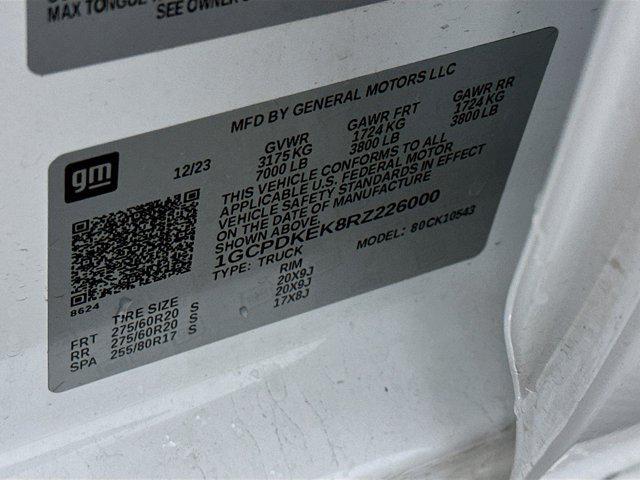 MAX TONGUE
SEE OWNER
MFD BY GENERAL MOTORS LLC
gm
12/23
GVWR
3175 KG
7000 LB
GAWR FRT
1724 KG
3800 LB
GAWR RR
1724 KG
3800 LB
THIS VEHICLE CONFORMS TO ALL
APPLICABLE U.S. FEDERAL MOTOR
VEHICLE SAFETY STANDARDS IN EFFECT
ON THE DATE OF MANUFACTURE
SHOWN ABOVE.
1GCPDKEK8RZ226000
TYPE: TRUCK
MODEL: 80CK10543
8624
TIRE SIZE
RIM
FRT 275/60R20 S 20X9J
RR 275/60R20 S 20X9J
SPA 255/80R17 S 17X8J